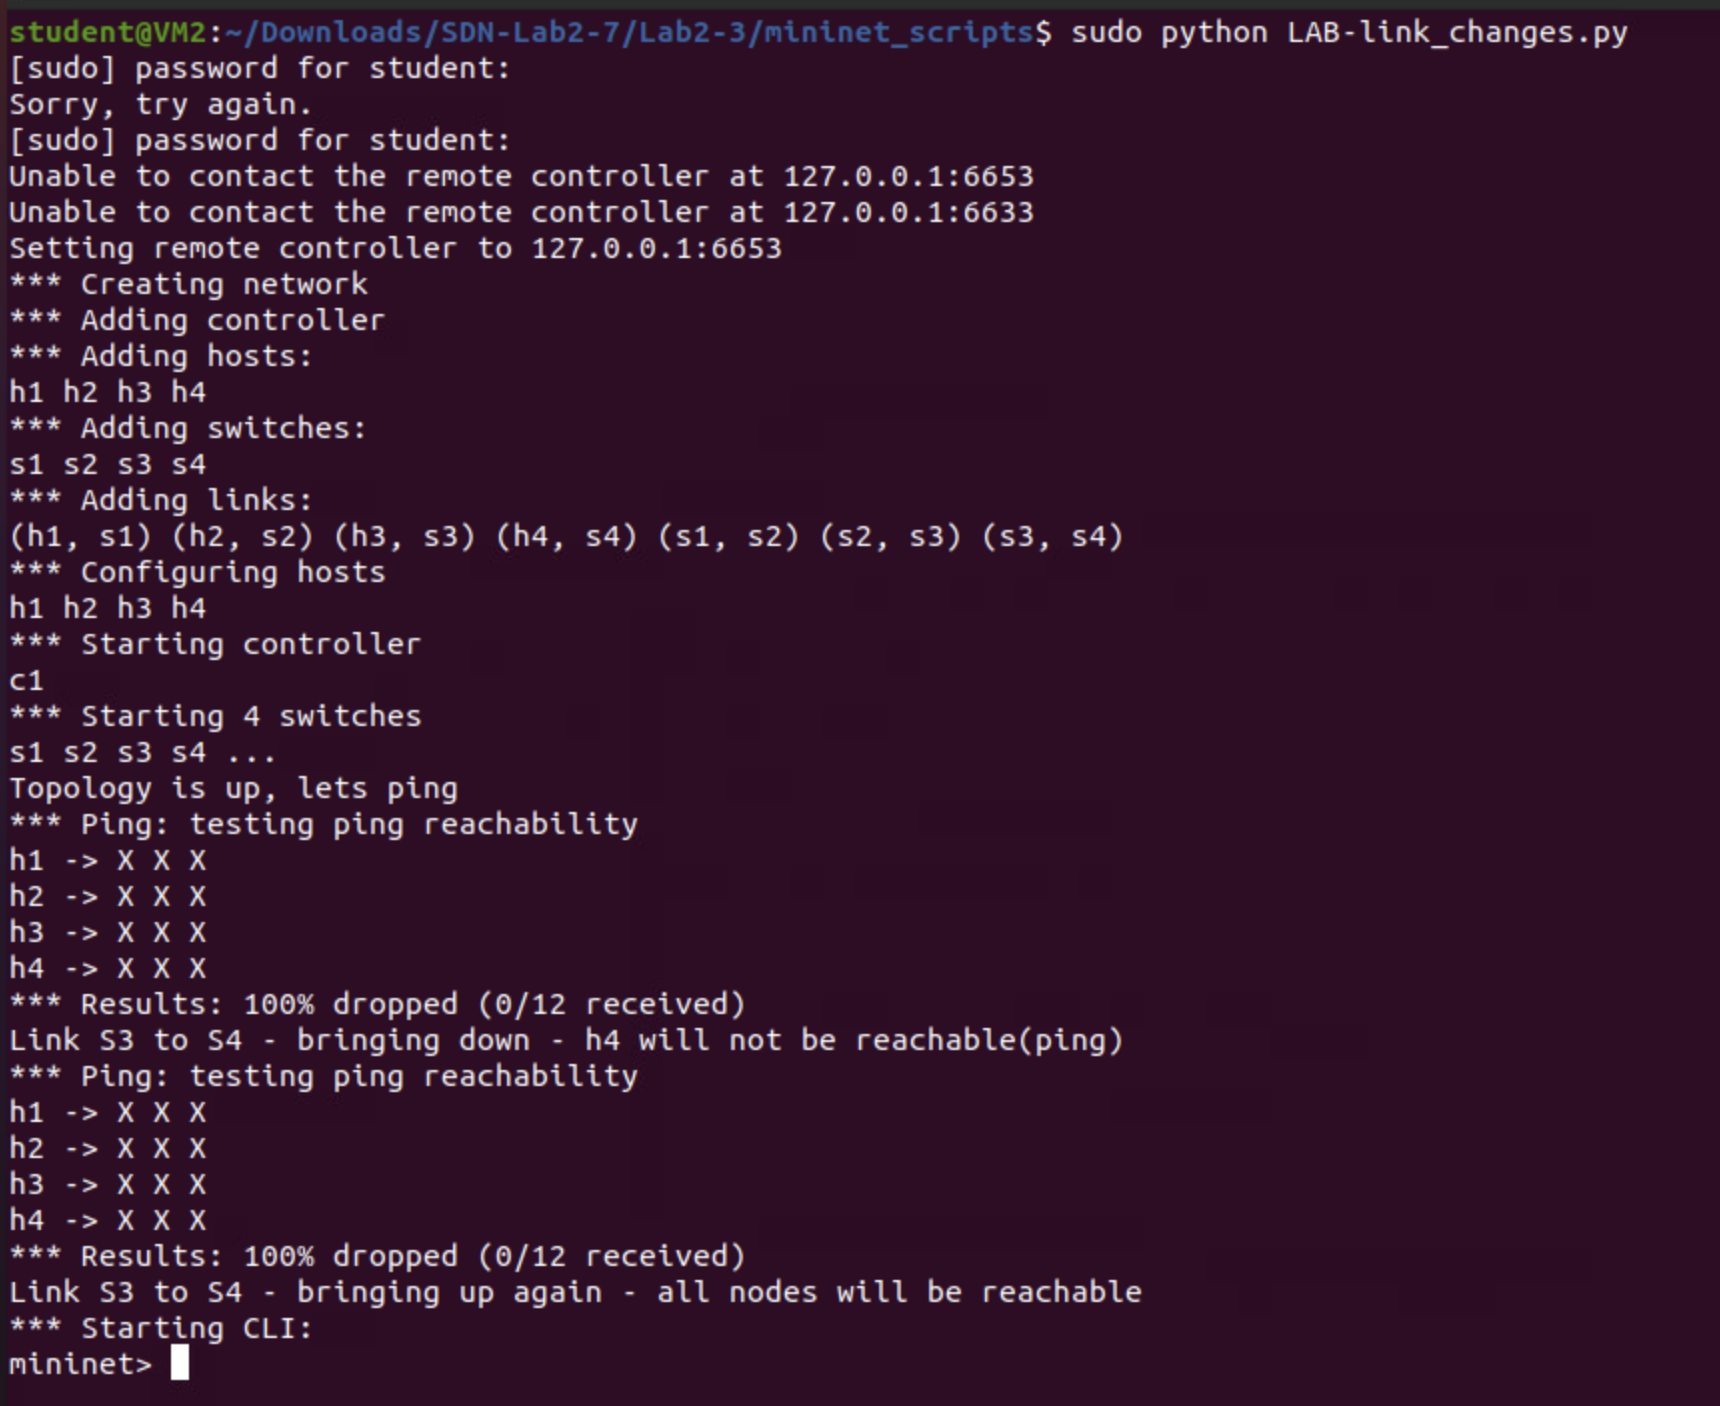 student@VM2:~/Downloads/SDN-Lab2-7/Lab2-3/mininet_scripts$ sudo python LAB-link_changes.py
[sudo] password for student:
Sorry, try again.
[sudo] password for student:
Unable to contact the remote controller at 127.0.0.1:6653
Unable to contact the remote controller at 127.0.0.1:6633
Setting remote controller to 127.0.0.1:6653
*** Creating network
*** Adding controller
*** Adding hosts:
h1 h2 h3 h4
*** Adding switches:
s1 s2 s3 s4
*** Adding links:
(h1, s1) (h2, s2) (h3, s3) (h4, s4) (s1, s2) (s2, s3) (s3, s4)
*** Configuring hosts
h1 h2 h3 h4
*** Starting controller
c1
*** Starting 4 switches
s1 s2 s3 s4 ...
Topology is up, lets ping
*** Ping: testing ping reachability
h1 -> X X X
h2 -> X X X
h3 -> X X X
h4 -> X X X
*** Results: 100% dropped (0/12 received)
Link S3 to S4 - bringing down - h4 will not be reachable(ping)
*** Ping: testing ping reachability
h1 -> X X X
h2 -> X X X
h3 -> X X X
h4 -> X X X
*** Results: 100% dropped (0/12 received)
Link S3 to S4 - bringing up again - all nodes will be reachable
*** Starting CLI:
mininet>